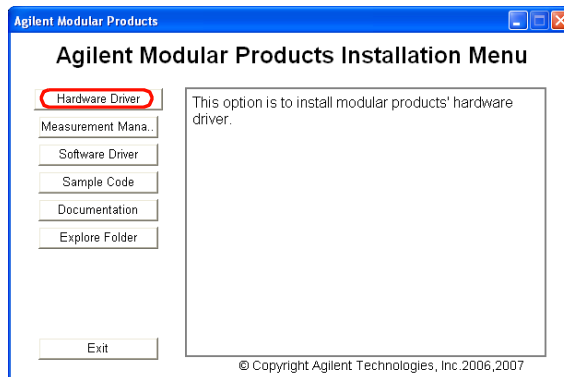 Agilent Modular Products
Agilent Modular Products Installation Menu
Hardware Driver
Measurement Mana..
Software Driver
Sample Code
Documentation
Explore Folder
Exit
This option is to install modular products' hardware
driver.
© Copyright Agilent Technologies, Inc.2006,2007